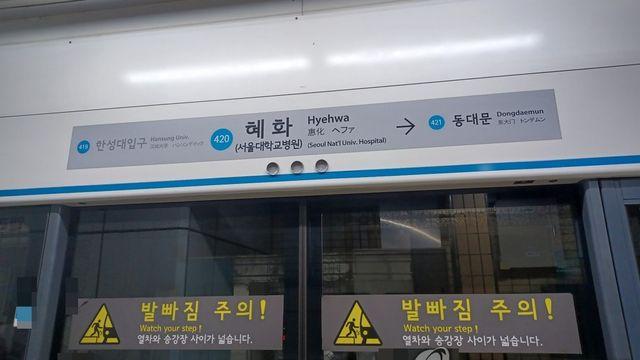 419 한성대입구 Hansung Univ.
420 혜화 Hyehwa
惠化 ヘファ
(서울대학교병원) (Seoul Nat'l Univ. Hospital)
→
421 동대문 Dongdaemun
东大门 トンデムン
발빠짐 주의!
Watch your step!
열차와 승강장 사이가 넓습니다.
발빠짐 주의!
Watch your step!
열차와 승강장 사이가 넓습니다.